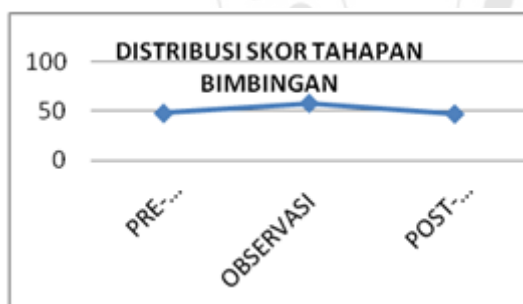 DISTRIBUSI SKOR TAHAPAN
BIMBINGAN
100
50
0
PRE-...
OBSERVASI
POST-...